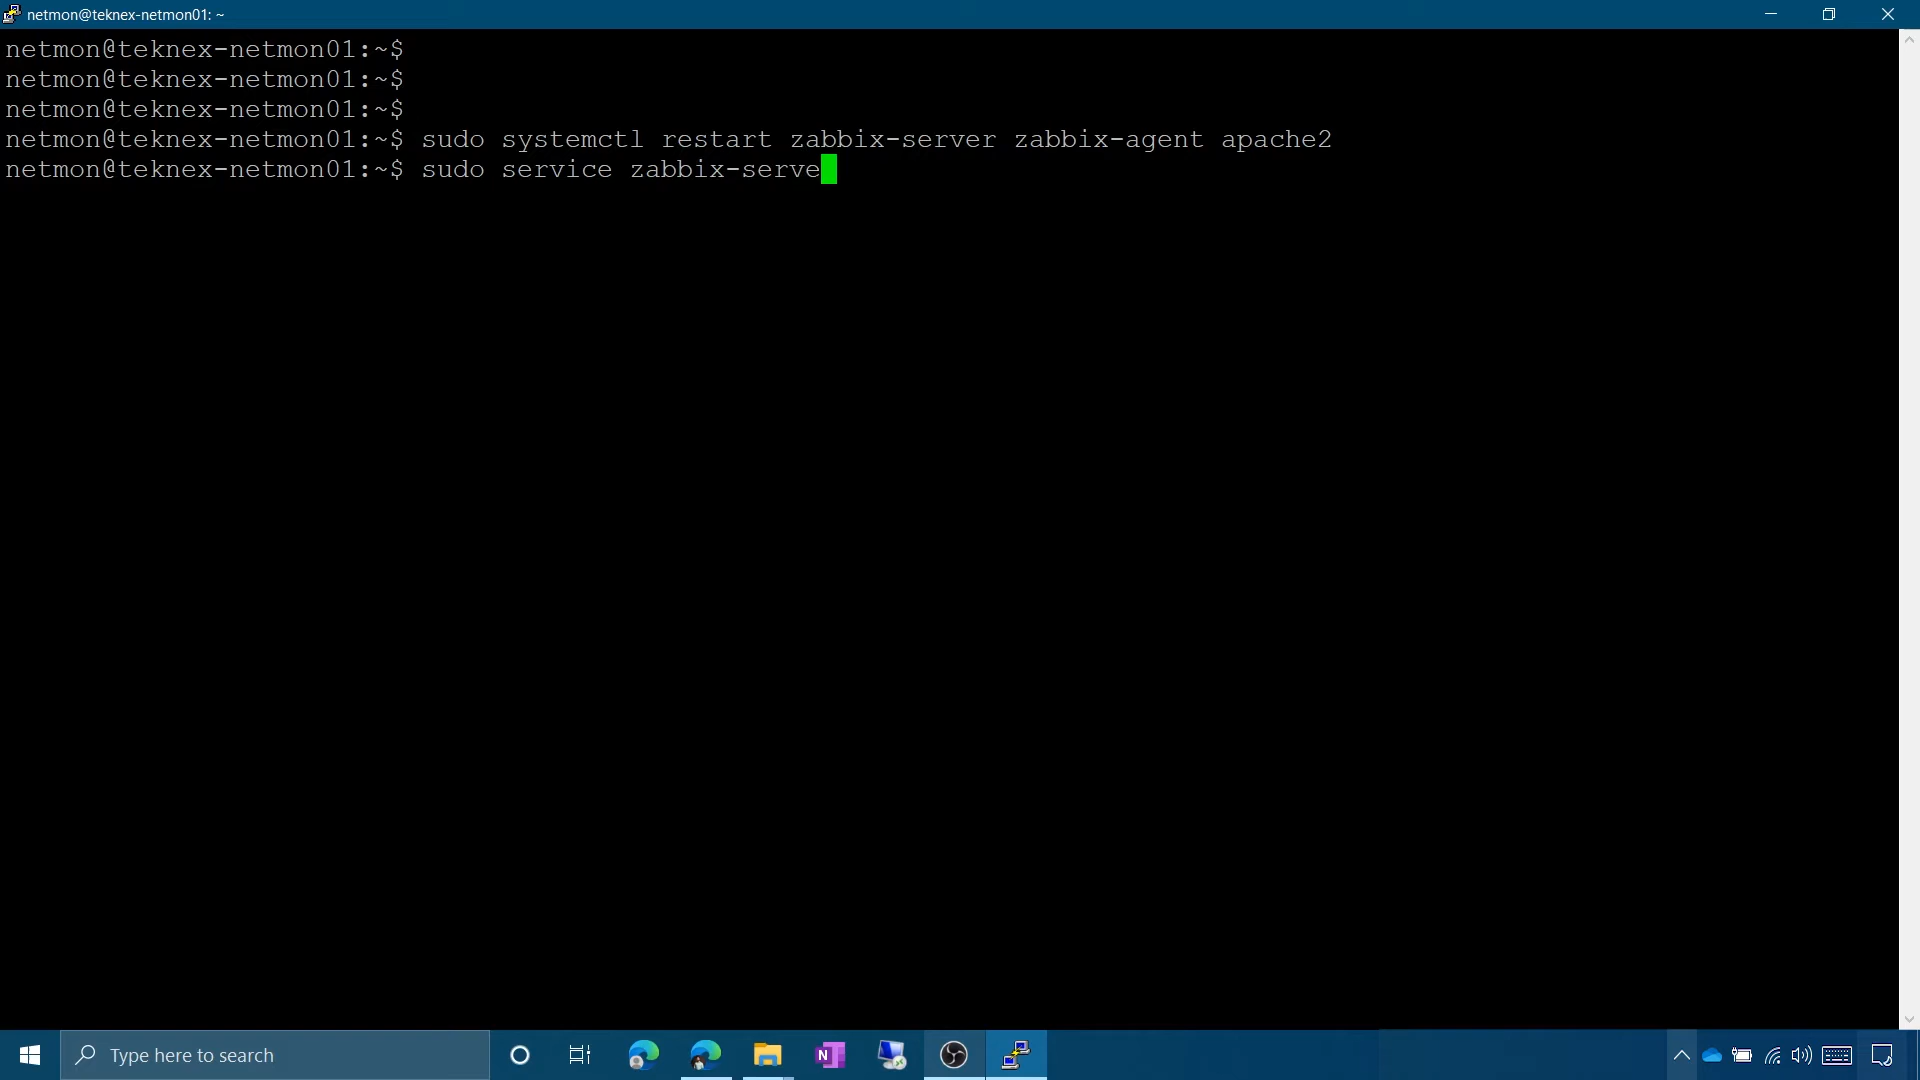 netmon@teknex-netmon01: ~
netmon@teknex-netmon01:~$
netmon@teknex-netmon01:~$
netmon@teknex-netmon01:~$
netmon@teknex-netmon01:~$ sudo systemctl restart zabbix-server zabbix-agent apache2
netmon@teknex-netmon01:~$ sudo service zabbix-serve
Type here to search
N